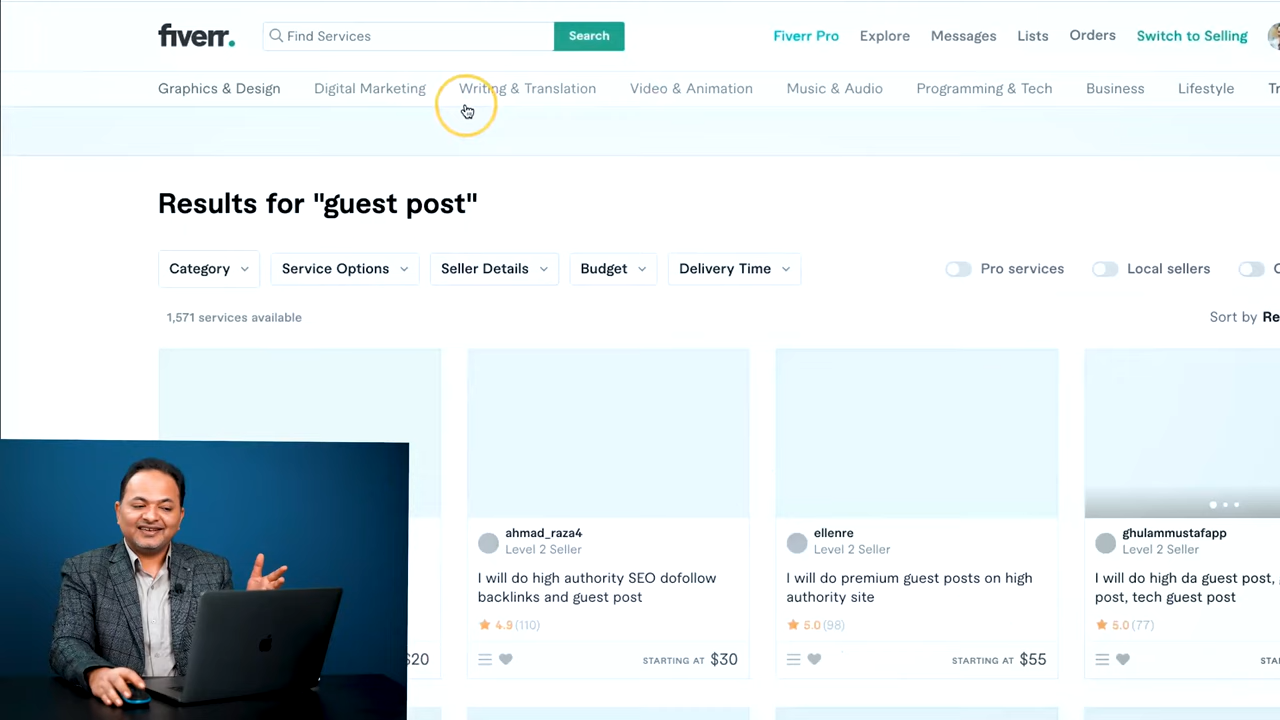 fiverr.
Find Services
Search
Fiverr Pro
Explore
Messages
Lists
Orders
Switch to Selling
Graphics & Design
Digital Marketing
Writing & Translation
Video & Animation
Music & Audio
Programming & Tech
Business
Lifestyle
Tr
Results for "guest post"
Category
Service Options
Seller Details
Budget
Delivery Time
Pro services
Local sellers
1,571 services available
Sort by Re
$20
ahmad_raza4
Level 2 Seller
I will do high authority SEO dofollow
backlinks and guest post
4.9 (110)
STARTING AT $30
ellenre
Level 2 Seller
I will do premium guest posts on high
authority site
5.0 (98)
STARTING AT $55
ghulammustafapp
Level 2 Seller
I will do high da guest post,
post, tech guest post
5.0 (77)
STA